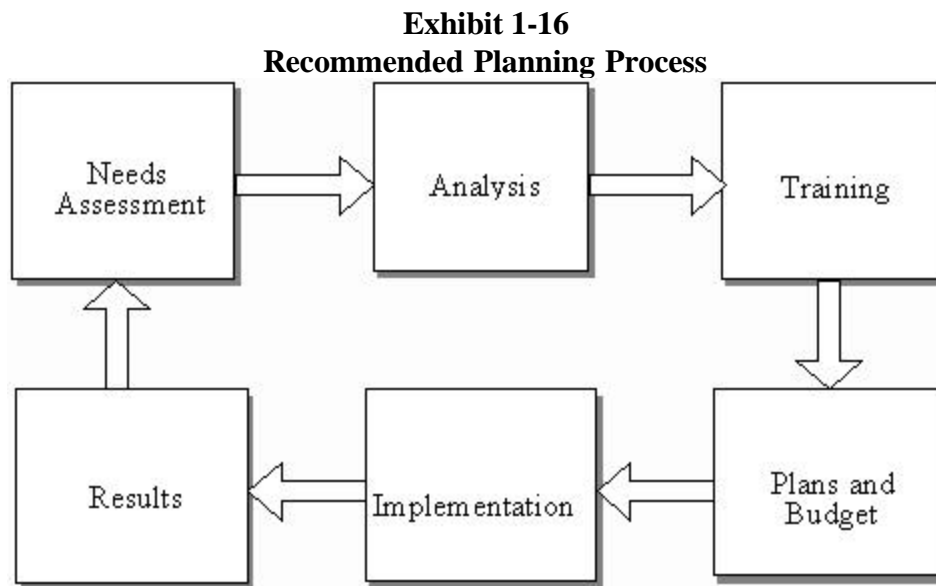 Exhibit 1-16
Recommended Planning Process
Needs
Assessment
Analysis
Training
Results
Implementation
Plans and
Budget